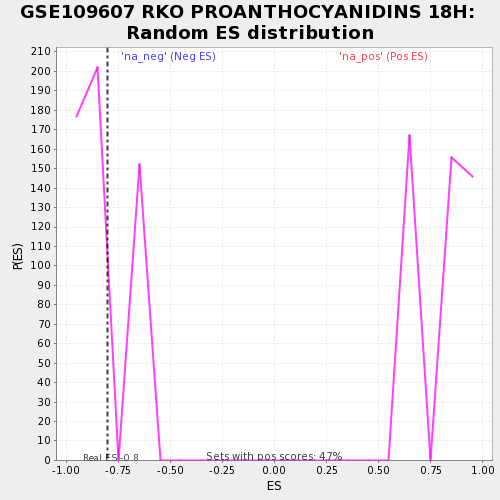 GSE109607 RKO PROANTHOCYANIDINS 18H:
Random ES distribution
'na_neg' (Neg ES)
'na_pos' (Pos ES)
P(ES)
210
200
190
180
170
160
150
140
130
120
110
100
90
80
70
60
50
40
30
20
10
0
Real ES -0.8
Sets with pos scores: 47%
-1.00 -0.75 -0.50 -0.25 0.00 0.25 0.50 0.75 1.00
ES